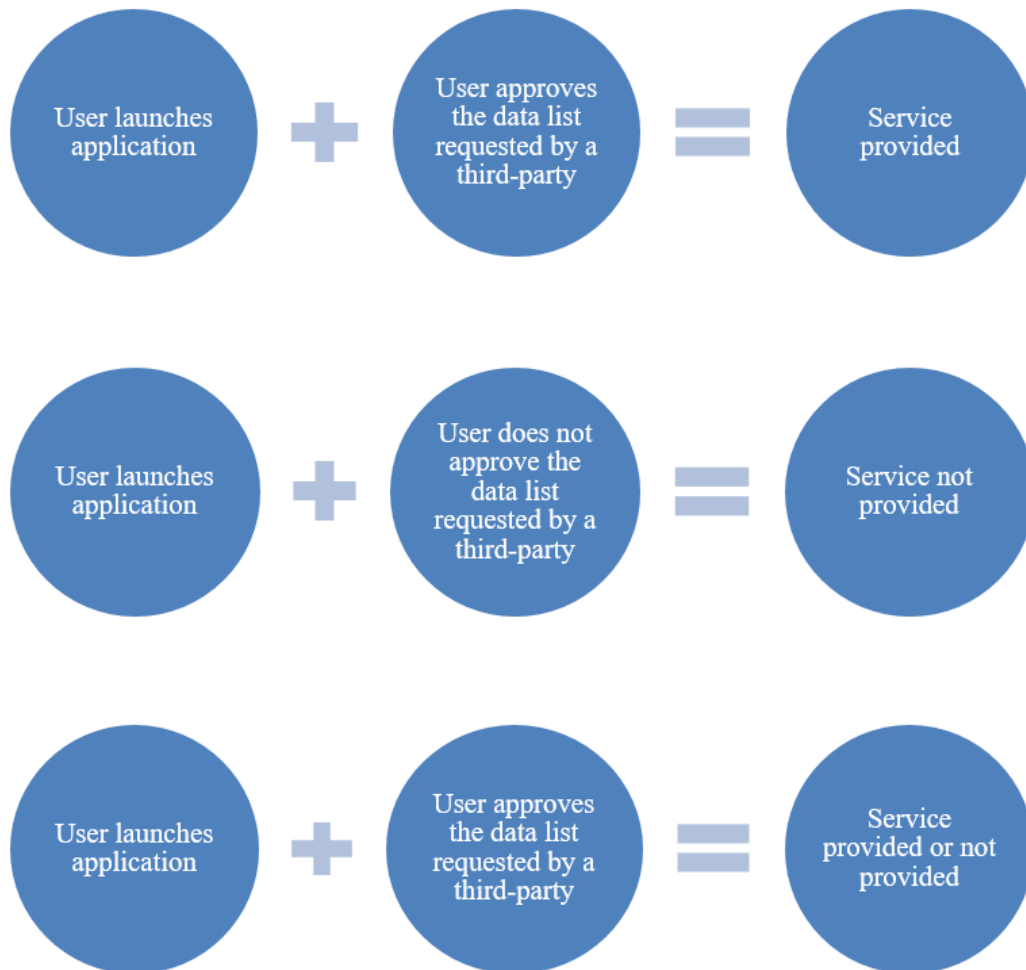 User launches
application
User approves
the data list
requested by a
third-party
Service
provided
User launches
application
User does not
approve the
data list
requested by a
third-party
Service not
provided
User launches
application
User approves
the data list
requested by a
third-party
Service
provided or not
provided